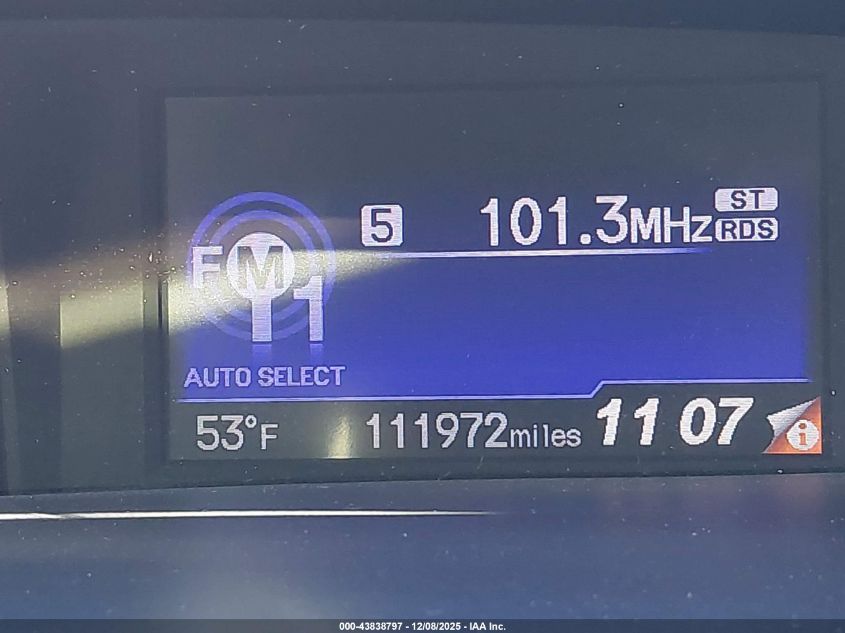 5 101.3MHz ST
RDS
FM
1
AUTO SELECT
53°F 111972miles 11 07 i
000-43838797 - 12/08/2025 - IAA Inc.